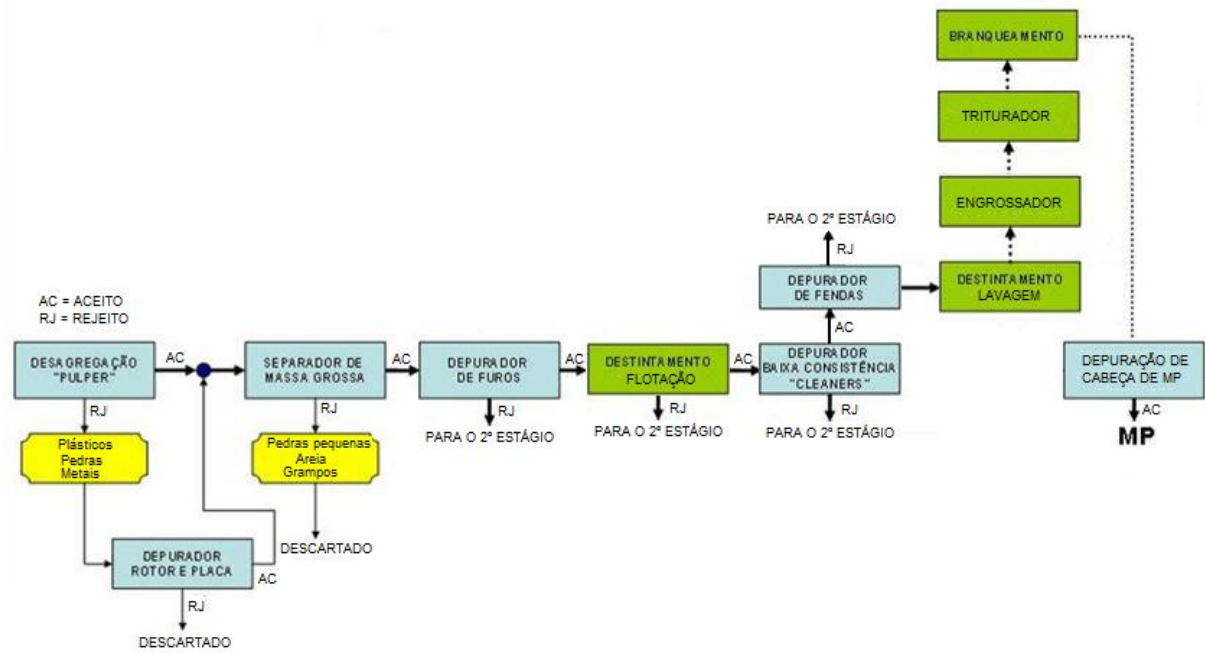 BRANQUEAMENTO
TRITURADOR
ENGROSSADOR
PARA O 2º ESTÁGIO
RJ
DEPURADOR
DE FENDAS
DESTINTAMENTO
LAVAGEM
AC = ACEITO
RJ = REJEITO
AC
DESAGREGAÇÃO
"PULPER"
AC
SEPARADOR DE
MASSA GROSSA
AC
DEPURADOR
DE FUROS
AC
DESTINTAMENTO
FLOTAÇÃO
AC
DEPURADOR
BAIXA CONSISTÊNCIA
"CLEANERS"
DEPURAÇÃO DE
CABEÇA DE MP
RJ
RJ
RJ
PARA O 2º ESTÁGIO
RJ
PARA O 2º ESTÁGIO
RJ
PARA O 2º ESTÁGIO
AC
MP
Plásticos
Pedras
Metais
Pedras pequenas
Areia
Grampos
DESCARTADO
DEPURADOR
ROTOR E PLACA
AC
RJ
DESCARTADO